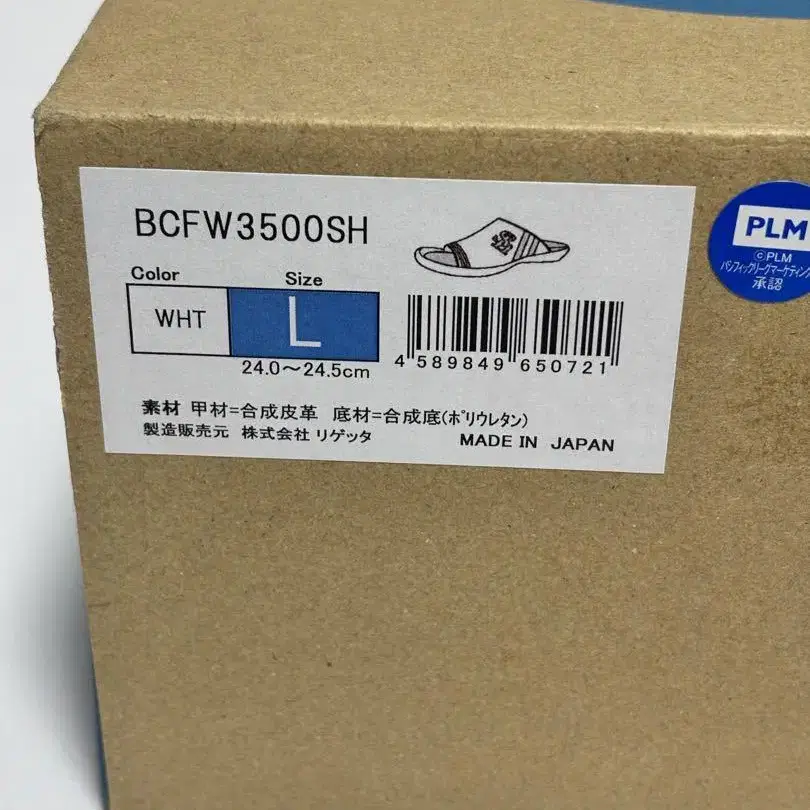 BCFW3500SH
Color
Size
WHT
L
24.0～24.5cm
4 589849 650721
素材 甲材=合成皮革 底材=合成底(ﾎﾟﾘｳﾚﾀﾝ)
製造販売元 株式会社 リゲッタ
MADE IN JAPAN
PLM
©PLM
パシフィックリーグマーケティング
承認